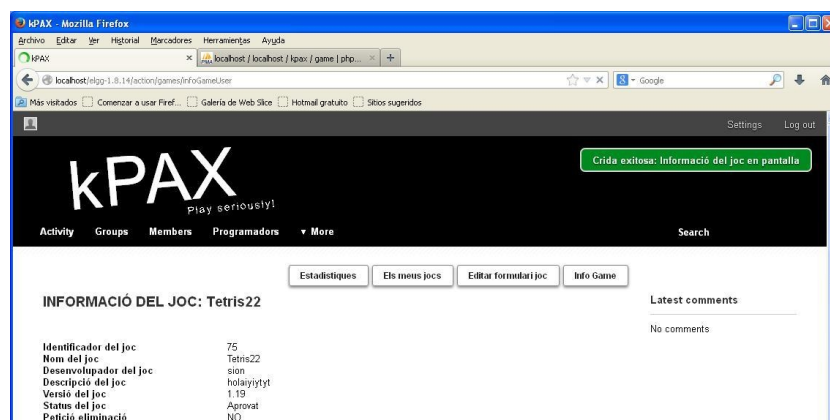 kPAX - Mozilla Firefox
Archivo Editar Ver Historial Marcadores Herramientas Ayuda
kPAX × localhost / localhost / kpax / game | php... × +
localhost/elgg-1.8.14/action/games/infoGameUser Google
Más visitados Comenzar a usar Firef... Galería de Web Slice Hotmail gratuito Sitios sugeridos
Settings Log out
Crida exitosa: Informació del joc en pantalla
kPAX
Play seriously!
Activity Groups Members Programadors ▼ More Search
Estadístiques Els meus jocs Editar formulari joc Info Game
INFORMACIÓ DEL JOC: Tetris22
Latest comments
No comments
Identificador del joc 75
Nom del joc Tetris22
Desenvolupador del joc sion
Descripció del joc holaiyiytyt
Versió del joc 1.19
Status del joc Aprovat
Petició eliminació NO